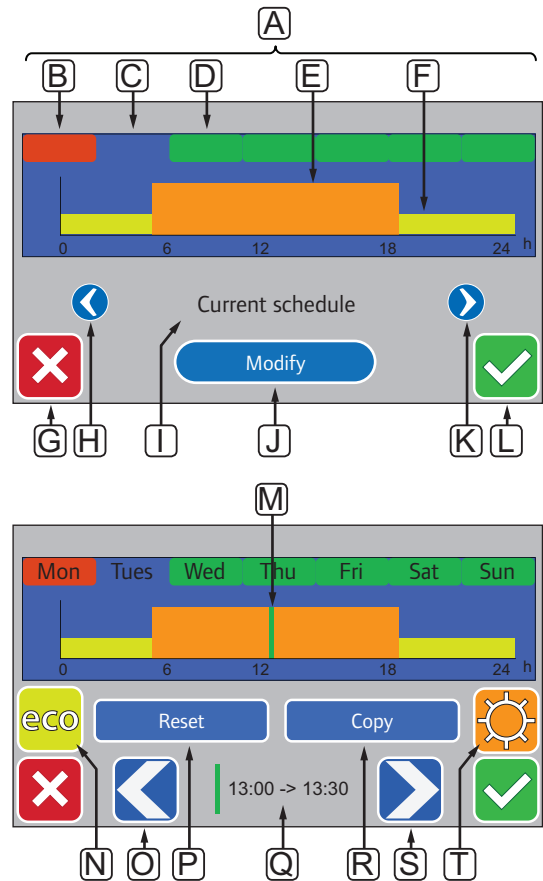 A
B C D E F
0 6 12 18 24 h
Current schedule
Modify
G H I J K L
M
Mon Tues Wed Thu Fri Sat Sun
0 6 12 18 24 h
eco Reset Copy
13:00 -> 13:30
N O P Q R S T